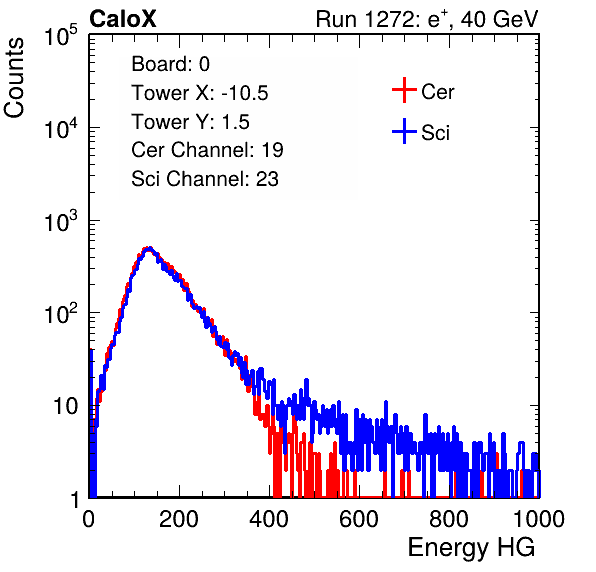 CaloX Run 1272: e⁺, 40 GeV
Counts
10⁵
10⁴
10³
10²
10
1
Board: 0
Tower X: -10.5
Tower Y: 1.5
Cer Channel: 19
Sci Channel: 23
Cer
Sci
0 200 400 600 800 1000
Energy HG